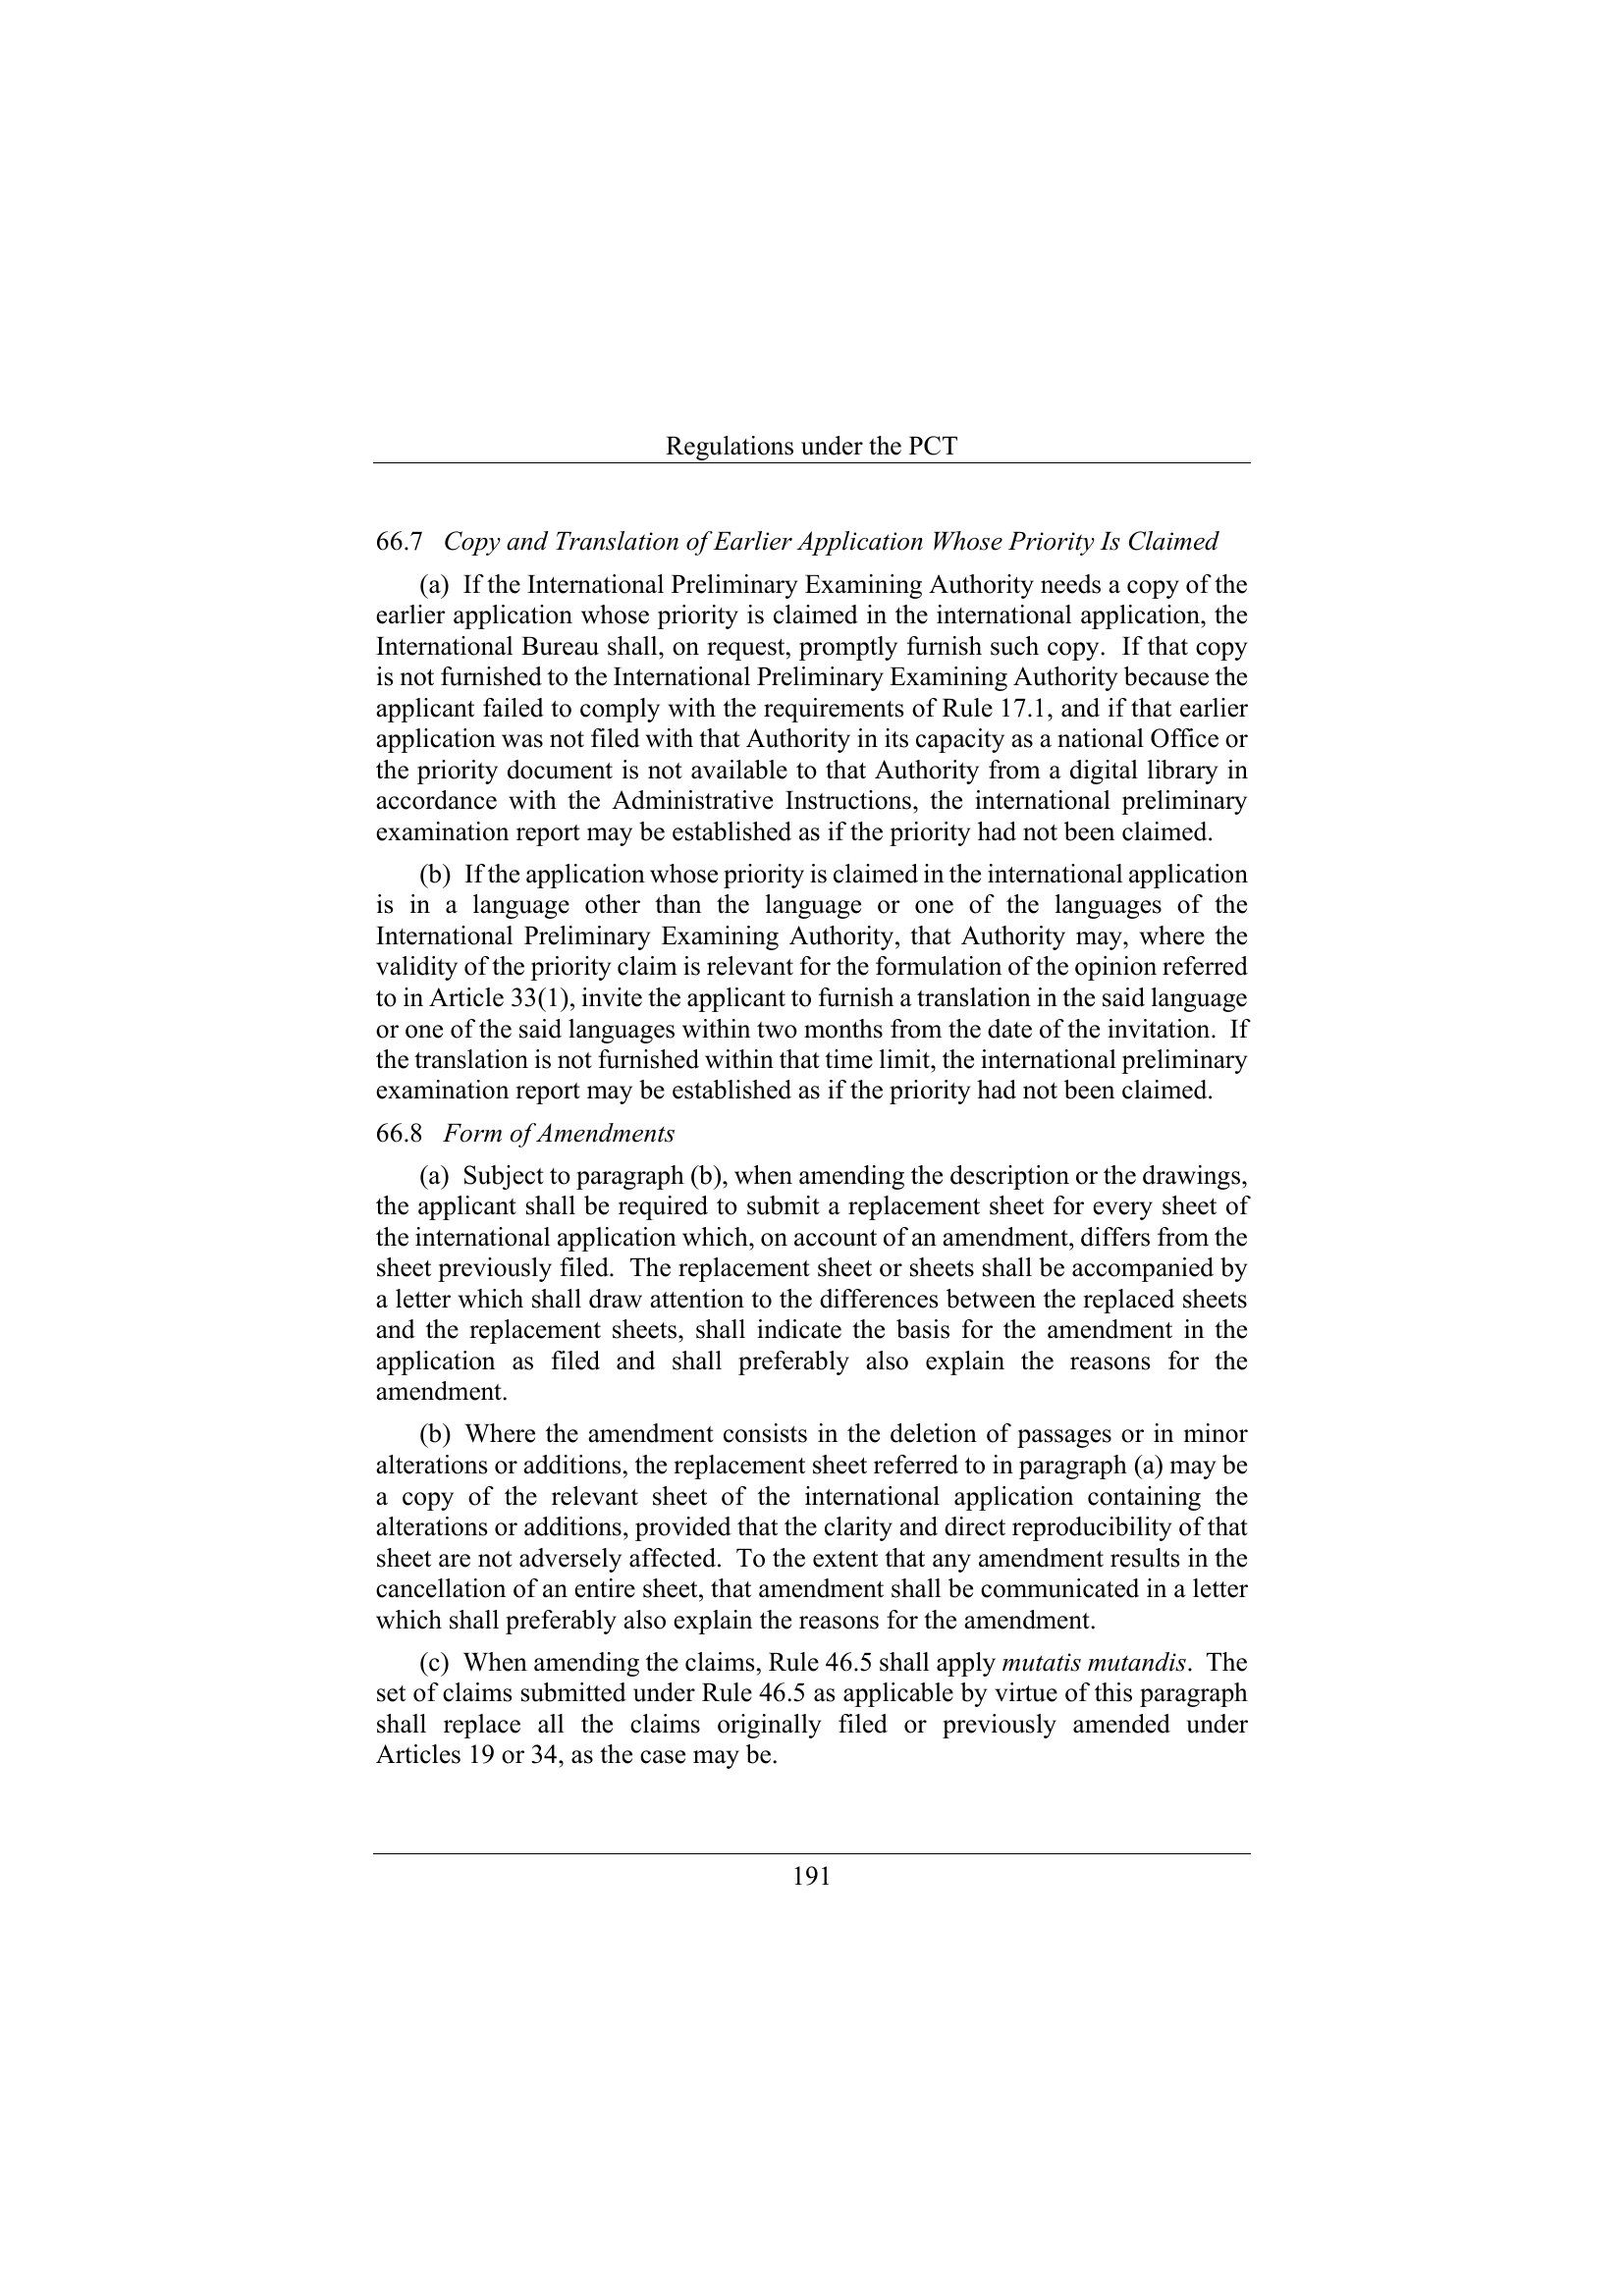 Regulations under the PCT
66.7 Copy and Translation of Earlier Application Whose Priority Is Claimed
(a) If the International Preliminary Examining Authority needs a copy of the
earlier application whose priority is claimed in the international application, the
International Bureau shall, on request, promptly furnish such copy. If that copy
is not furnished to the International Preliminary Examining Authority because the
applicant failed to comply with the requirements of Rule 17.1, and if that earlier
application was not filed with that Authority in its capacity as a national Office or
the priority document is not available to that Authority from a digital library in
accordance with the Administrative Instructions, the international preliminary
examination report may be established as if the priority had not been claimed.
(b) If the application whose priority is claimed in the international application
is in a language other than the language or one of the languages of the
International Preliminary Examining Authority, that Authority may, where the
validity of the priority claim is relevant for the formulation of the opinion referred
to in Article 33(1), invite the applicant to furnish a translation in the said language
or one of the said languages within two months from the date of the invitation. If
the translation is not furnished within that time limit, the international preliminary
examination report may be established as if the priority had not been claimed.
66.8 Form of Amendments
(a) Subject to paragraph (b), when amending the description or the drawings,
the applicant shall be required to submit a replacement sheet for every sheet of
the international application which, on account of an amendment, differs from the
sheet previously filed. The replacement sheet or sheets shall be accompanied by
a letter which shall draw attention to the differences between the replaced sheets
and the replacement sheets, shall indicate the basis for the amendment in the
application as filed and shall preferably also explain the reasons for the
amendment.
(b) Where the amendment consists in the deletion of passages or in minor
alterations or additions, the replacement sheet referred to in paragraph (a) may be
a copy of the relevant sheet of the international application containing the
alterations or additions, provided that the clarity and direct reproducibility of that
sheet are not adversely affected. To the extent that any amendment results in the
cancellation of an entire sheet, that amendment shall be communicated in a letter
which shall preferably also explain the reasons for the amendment.
(c) When amending the claims, Rule 46.5 shall apply mutatis mutandis. The
set of claims submitted under Rule 46.5 as applicable by virtue of this paragraph
shall replace all the claims originally filed or previously amended under
Articles 19 or 34, as the case may be.
191